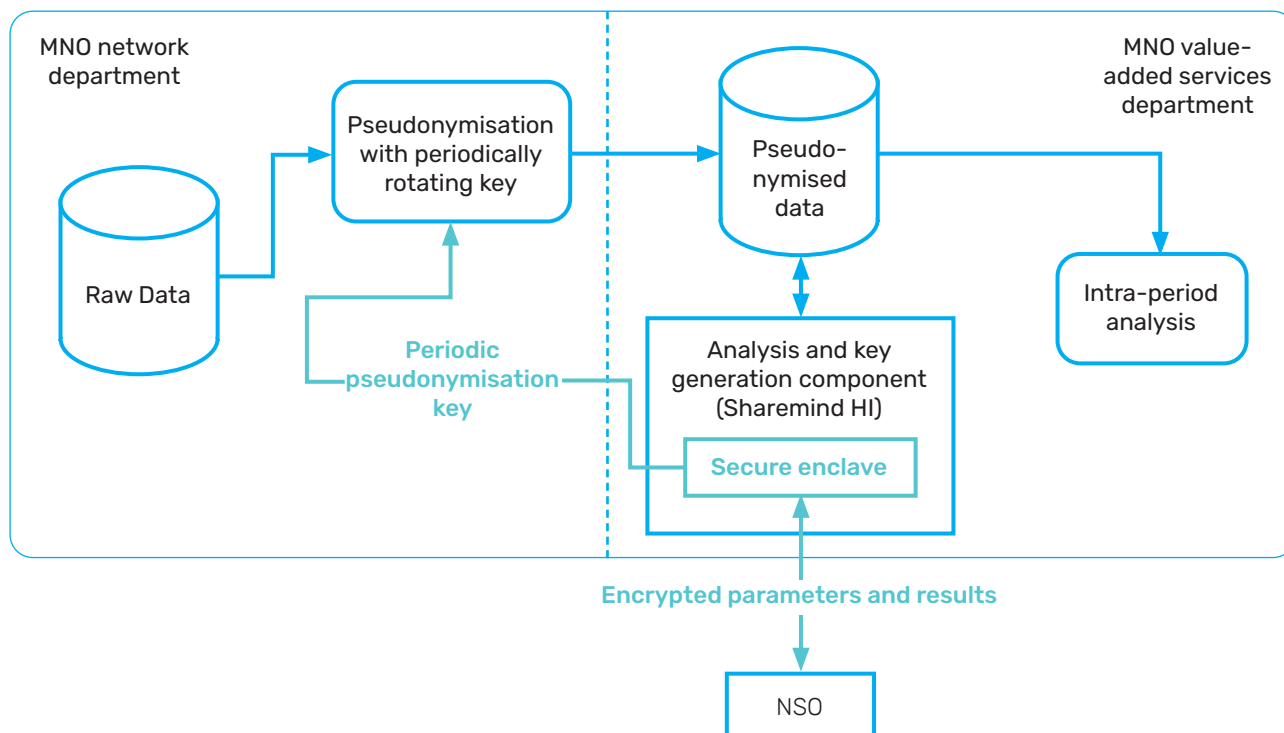 MNO network
department
MNO value-
added services
department
Pseudonymisation
with periodically
rotating key
Pseudo-
nymised
data
Raw Data
Intra-period
analysis
Periodic
pseudonymisation
key
Analysis and key
generation component
(Sharemind HI)
Secure enclave
Encrypted parameters and results
NSO